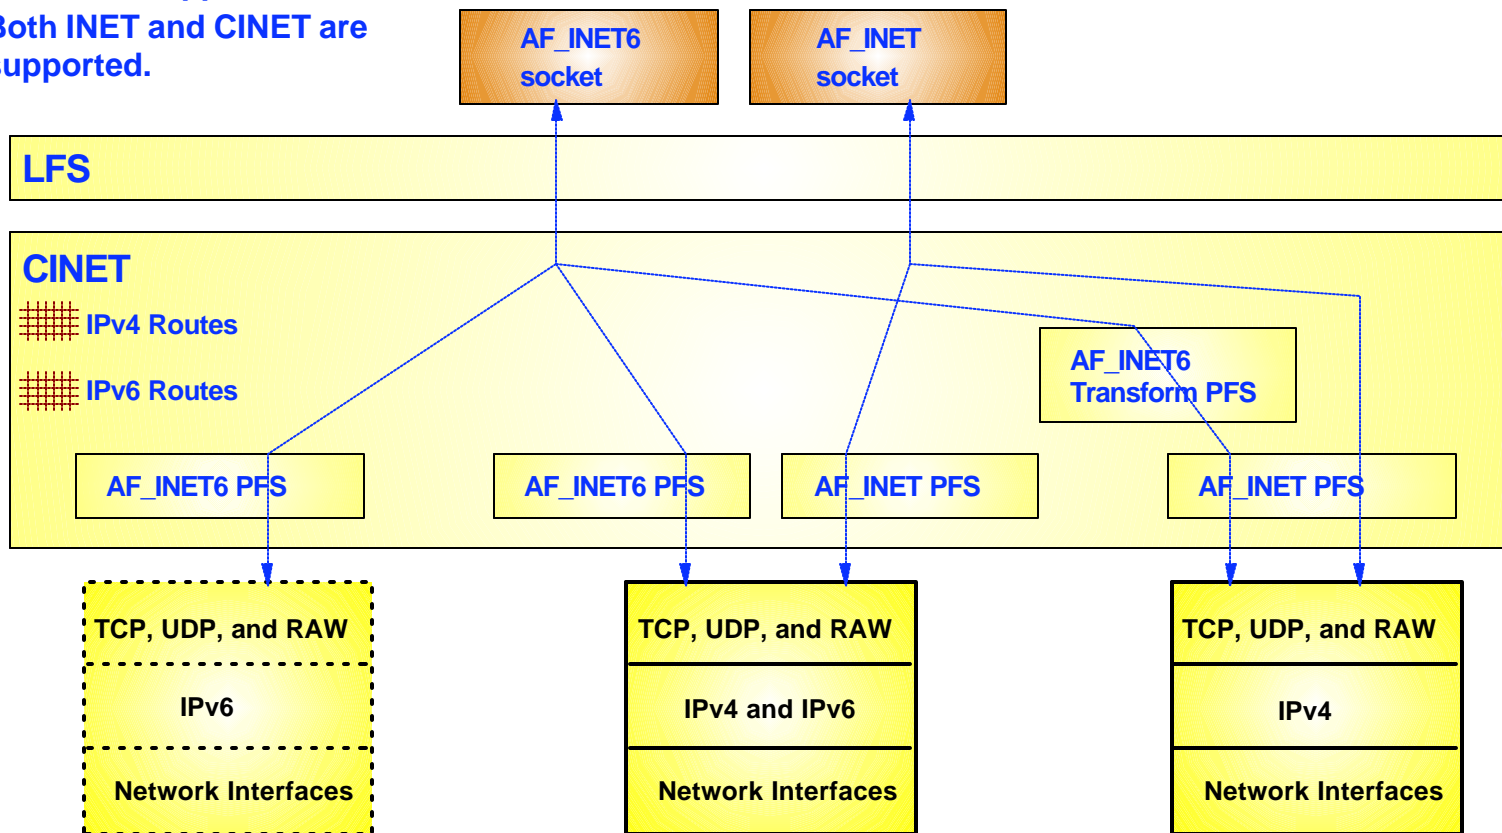 Both INET and CINET are
supported.
AF_INET6
socket
AF_INET
socket
LFS
CINET
IPv4 Routes
IPv6 Routes
AF_INET6
Transform PFS
AF_INET6 PFS
AF_INET6 PFS
AF_INET PFS
AF_INET PFS
TCP, UDP, and RAW
IPv6
Network Interfaces
TCP, UDP, and RAW
IPv4 and IPv6
Network Interfaces
TCP, UDP, and RAW
IPv4
Network Interfaces